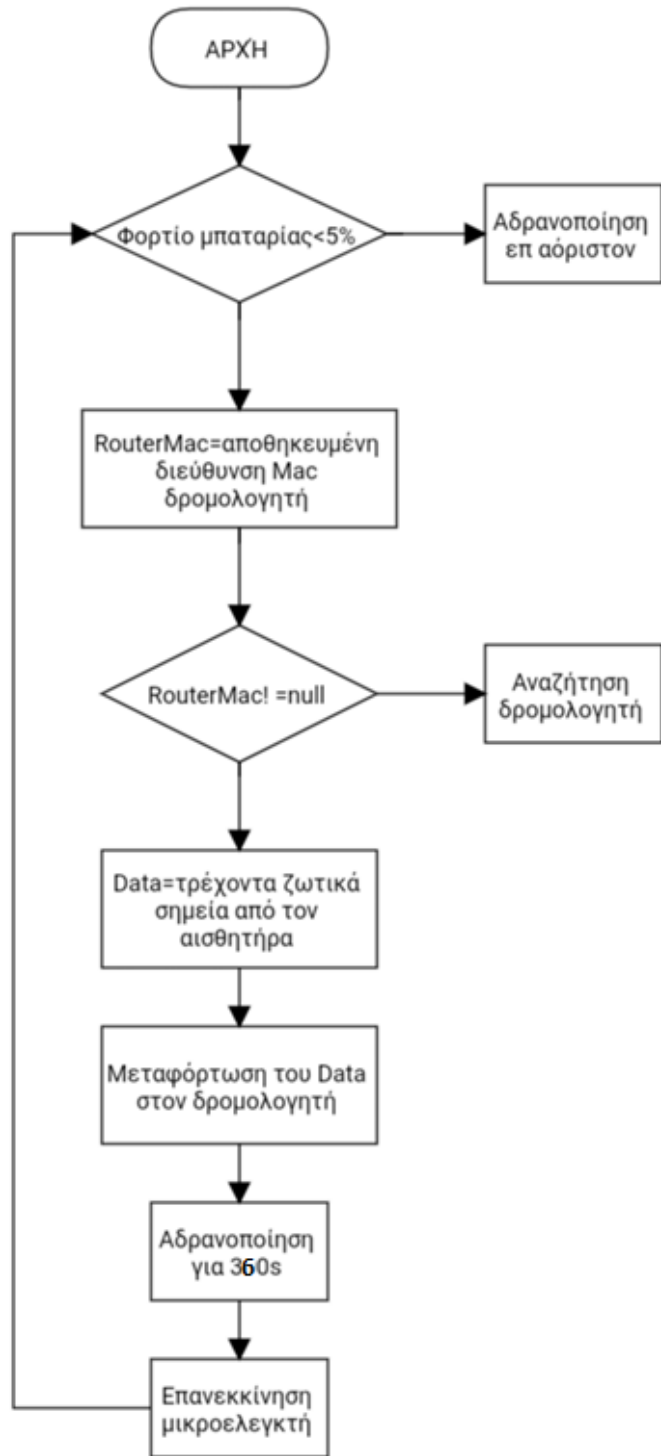 ΑΡΧΉ
Φορτίο μπαταρίας<5%
Αδρανοποίηση
επ αόριστον
RouterMac=αποθηκευμένη
διεύθυνση Mac
δρομολογητή
RouterMac! =null
Αναζήτηση
δρομολογητή
Data=τρέχοντα ζωτικά
σημεία από τον
αισθητήρα
Μεταφόρτωση του Data
στον δρομολογητή
Αδρανοποίηση
για 360s
Επανεκκίνηση
μικροελεγκτή